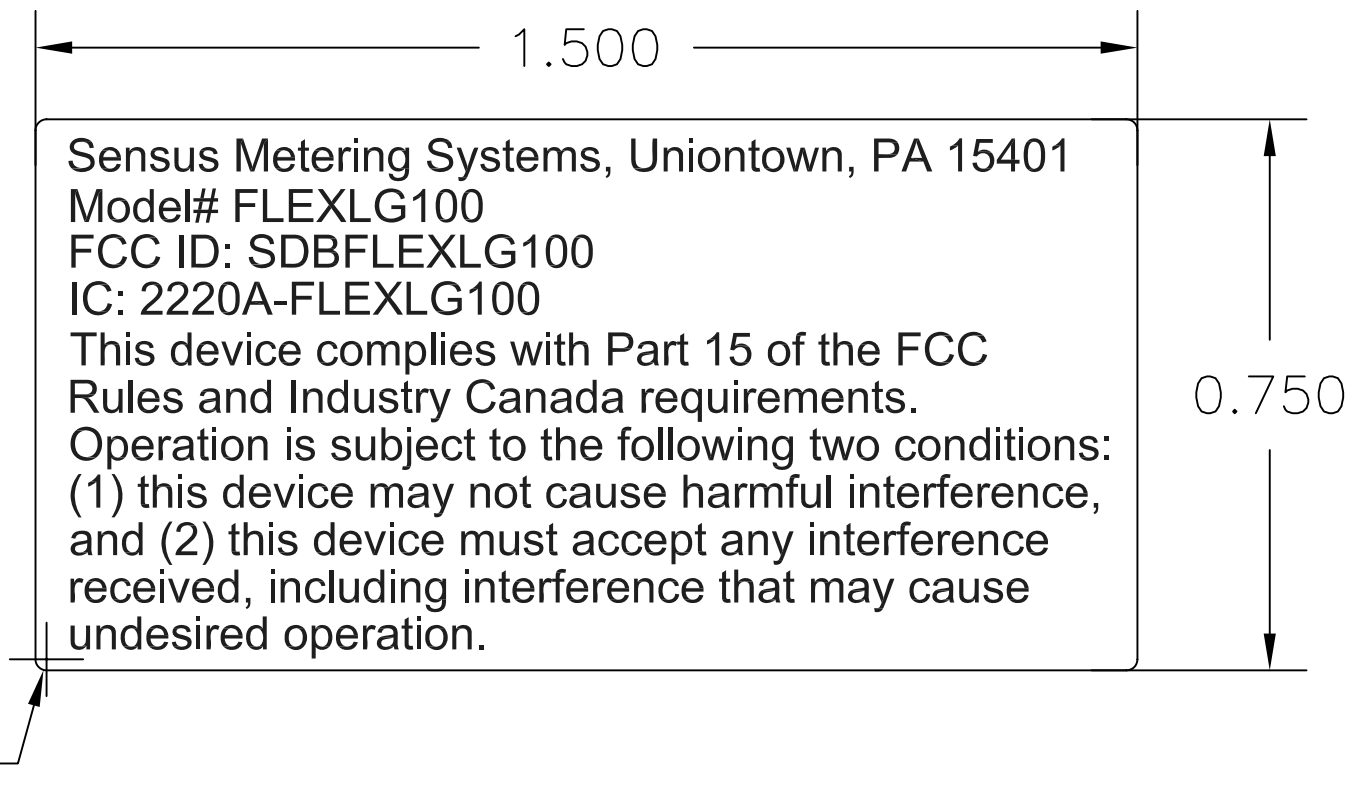 1.500
Sensus Metering Systems, Uniontown, PA 15401
Model# FLEXLG100
FCC ID: SDBFLEXLG100
IC: 2220A-FLEXLG100
This device complies with Part 15 of the FCC
Rules and Industry Canada requirements.
0.750
Operation is subject to the following two conditions:
(1) this device may not cause harmful interference,
and (2) this device must accept any interference
received, including interference that may cause
undesired operation.